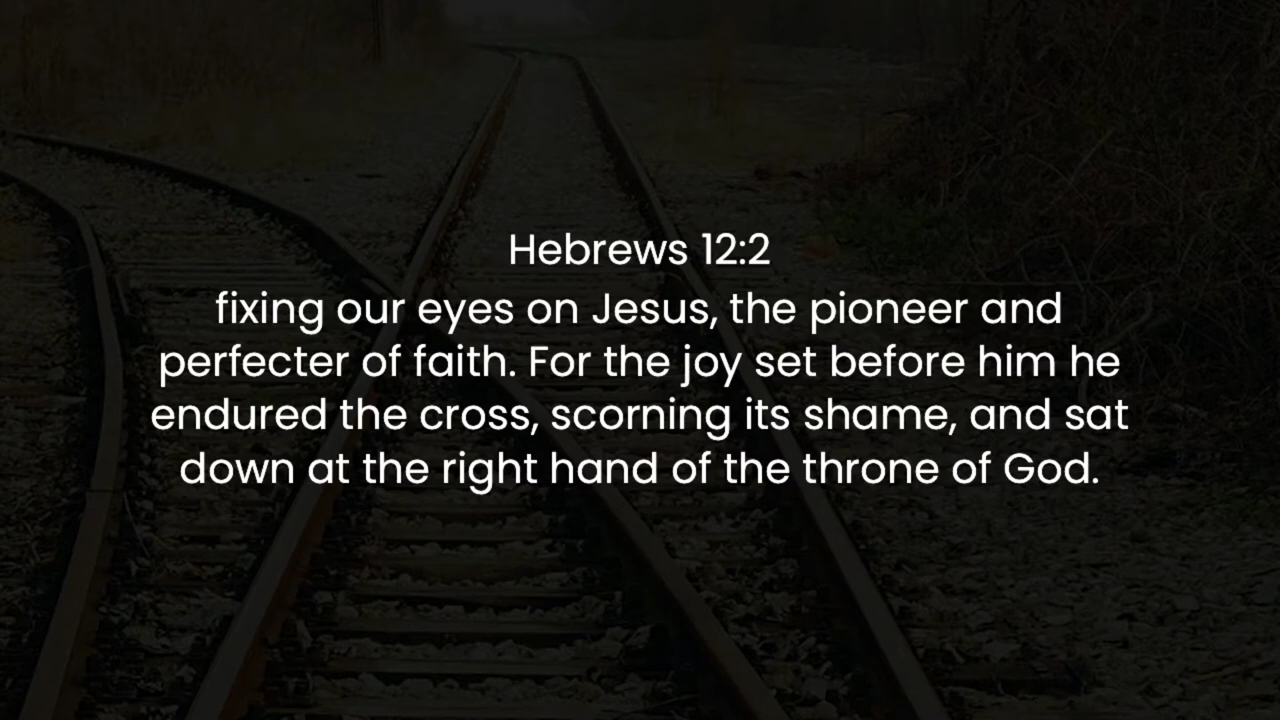 Hebrews 12:2
fixing our eyes on Jesus, the pioneer and
perfecter of faith. For the joy set before him he
endured the cross, scorning its shame, and sat
down at the right hand of the throne of God.